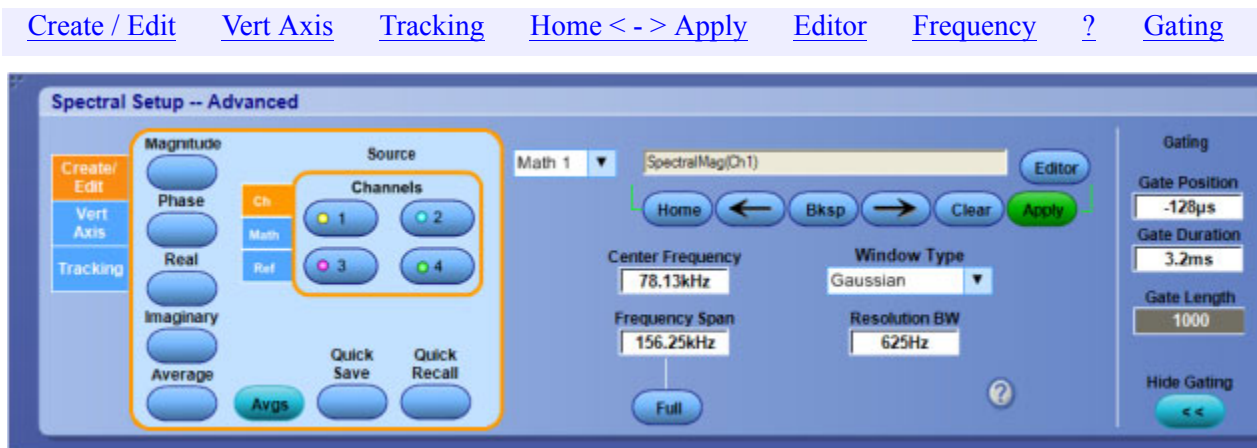 Create / Edit Vert Axis Tracking Home < - > Apply Editor Frequency ? Gating
Spectral Setup -- Advanced
Create/
Edit
Vert
Axis
Tracking
Magnitude
Phase
Real
Imaginary
Average
Source
Ch
Math
Ref
Channels
1
2
3
4
Avgs
Quick
Save
Quick
Recall
Math 1
SpectralMag(Ch1)
Editor
Home
Bksp
Clear
Apply
Center Frequency
78.13kHz
Frequency Span
156.25kHz
Full
Window Type
Gaussian
Resolution BW
625Hz
?
Gating
Gate Position
-128µs
Gate Duration
3.2ms
Gate Length
1000
Hide Gating
<<